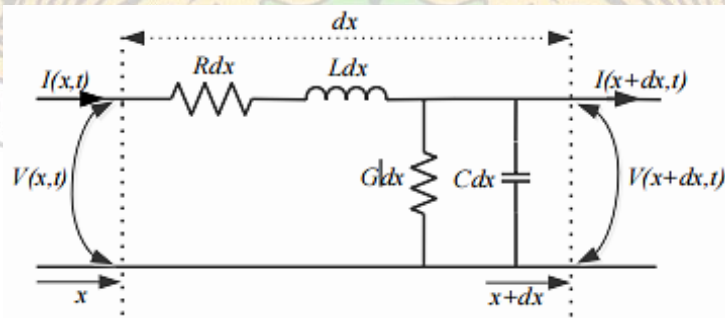 dx
Rdx Ldx
I(x,t) I(x+dx,t)
V(x,t) Gdx Cdx V(x+dx,t)
x x+dx